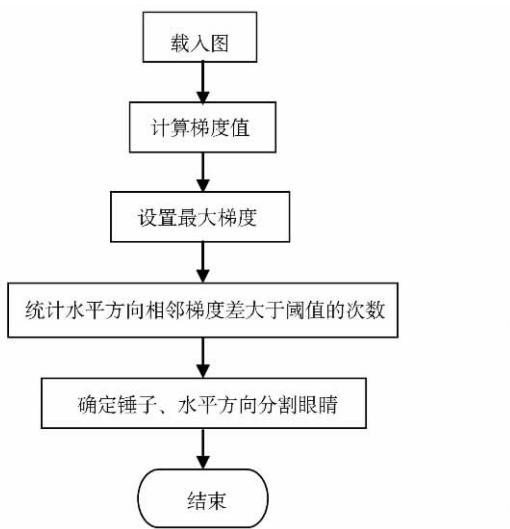 载入图
计算梯度值
设置最大梯度
统计水平方向相邻梯度差大于阈值的次数
确定锤子、水平方向分割眼睛
结束